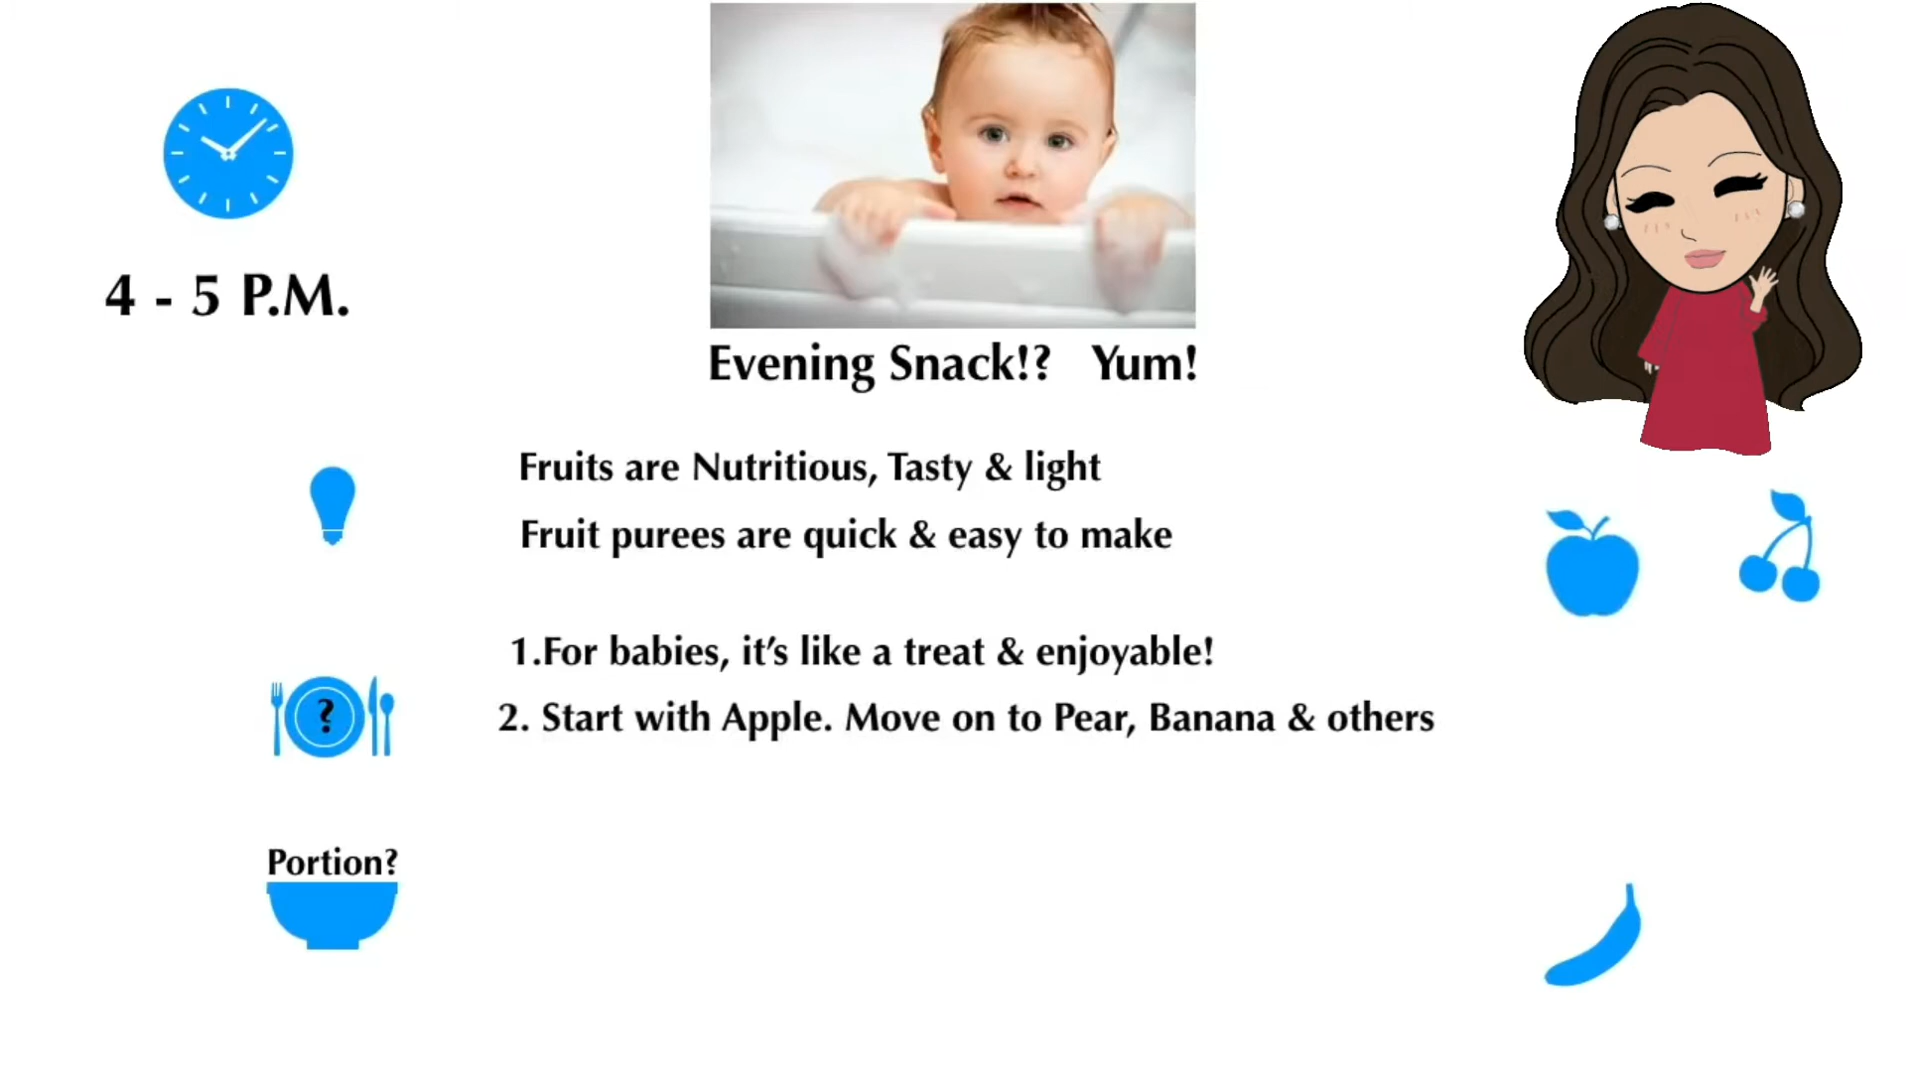 4 - 5 P.M.
Evening Snack!? Yum!
Fruits are Nutritious, Tasty & light
Fruit purees are quick & easy to make
1.For babies, it’s like a treat & enjoyable!
?
2. Start with Apple. Move on to Pear, Banana & others
Portion?